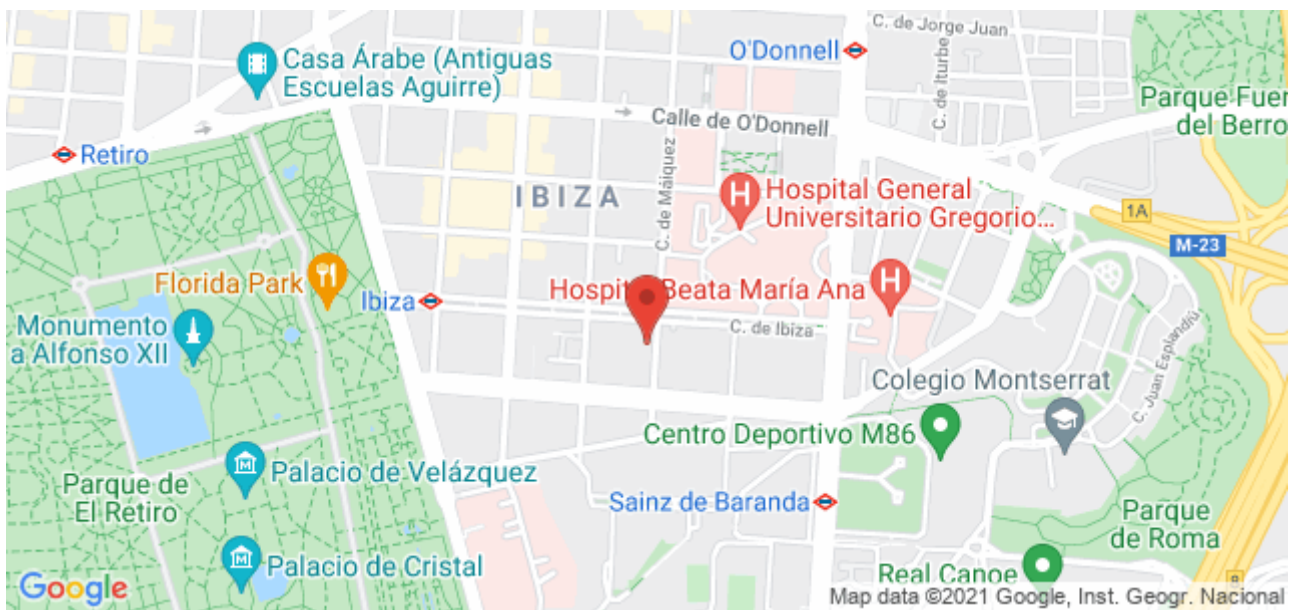 C. de Jorge Juan
O'Donnell
Casa Árabe (Antiguas
Escuelas Aguirre)
C. de Iturbe
Parque Fuer
del Berro
Calle de O'Donnell
Retiro
C. de Máiquez
IBIZA
Hospital General
Universitario Gregorio...
1A
M-23
Florida Park
Ibiza
Beata María Ana
C. de Ibiza
Monumento
a Alfonso XII
C. Juan Esplandiú
Colegio Montserrat
Centro Deportivo M86
Palacio de Velázquez
Parque de
El Retiro
Sainz de Baranda
Parque
de Roma
Palacio de Cristal
Real Canoe
Google
Map data ©2021 Google, Inst. Geogr. Nacional